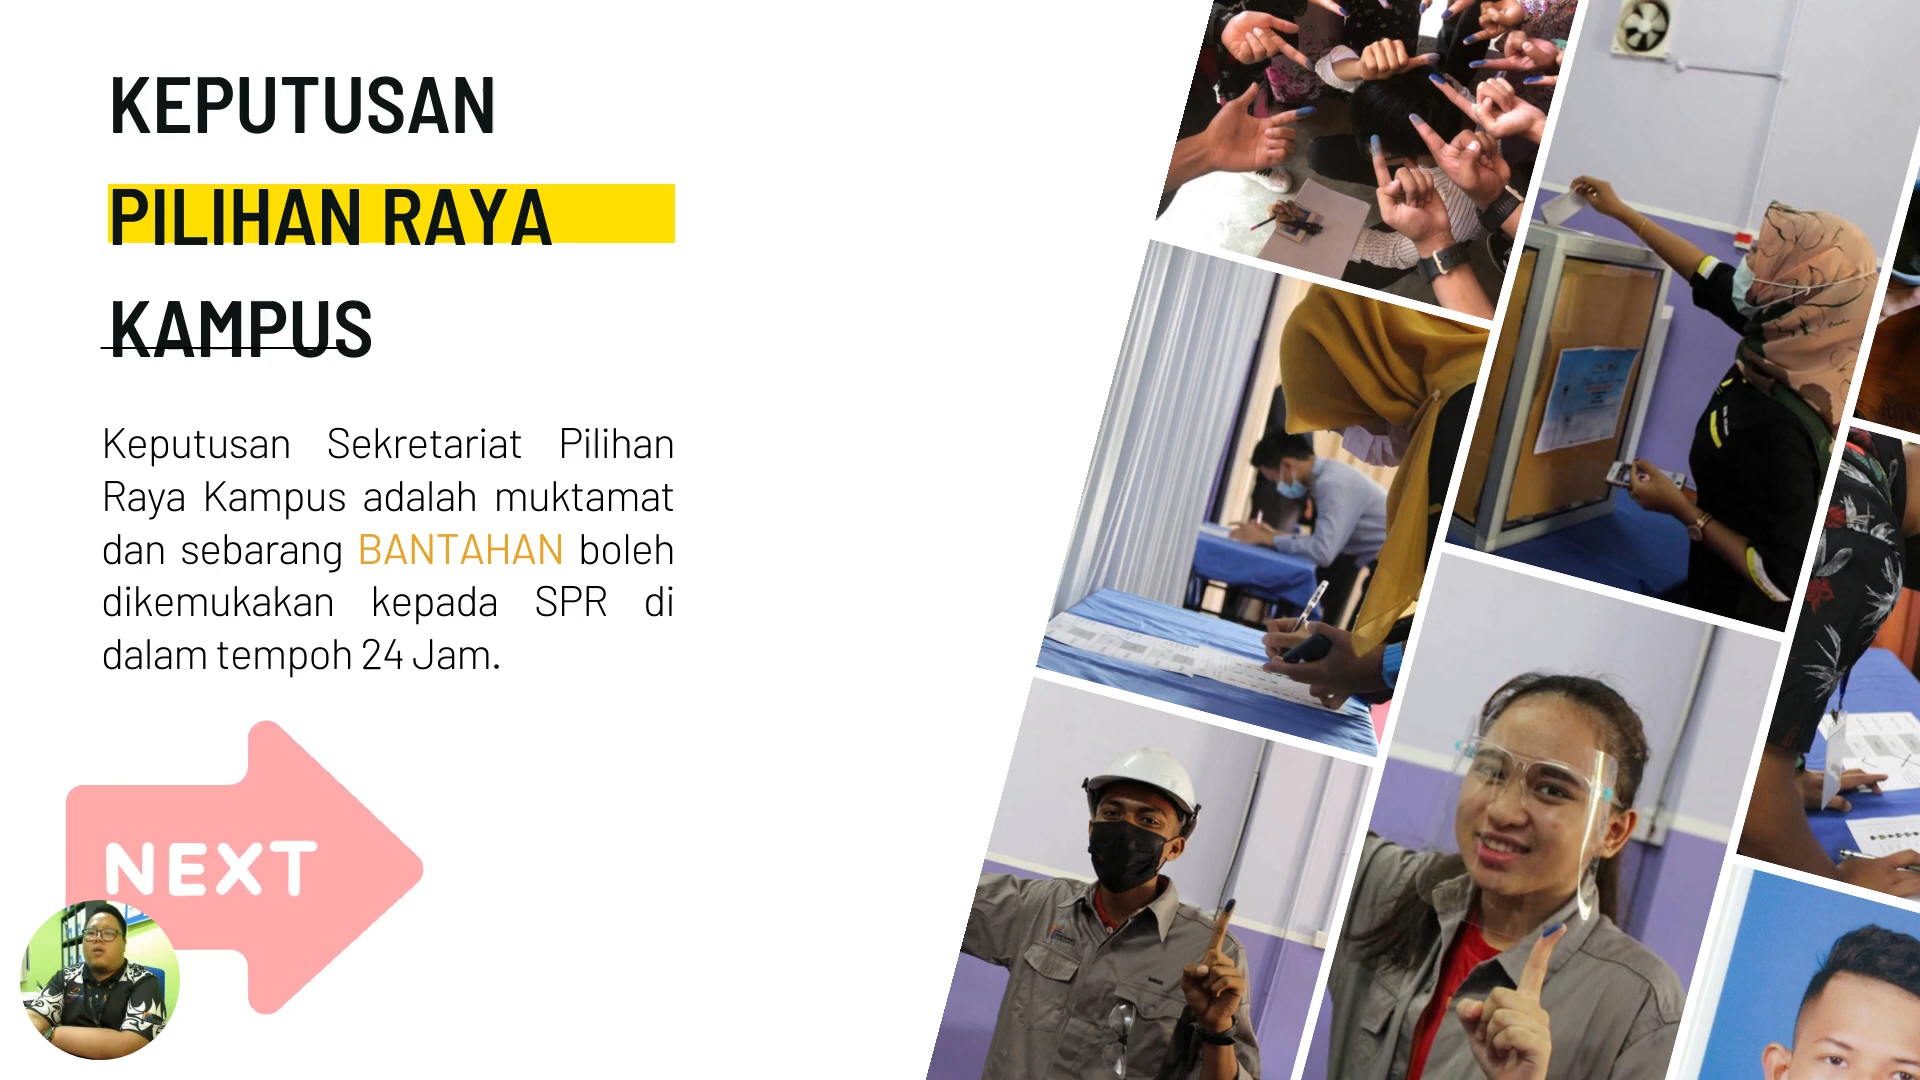 KEPUTUSAN
PILIHAN RAYA
KAMPUS
Keputusan Sekretariat Pilihan
Raya Kampus adalah muktamat
dan sebarang BANTAHAN boleh
dikemukakan kepada SPR di
dalam tempoh 24 Jam.
NEXT